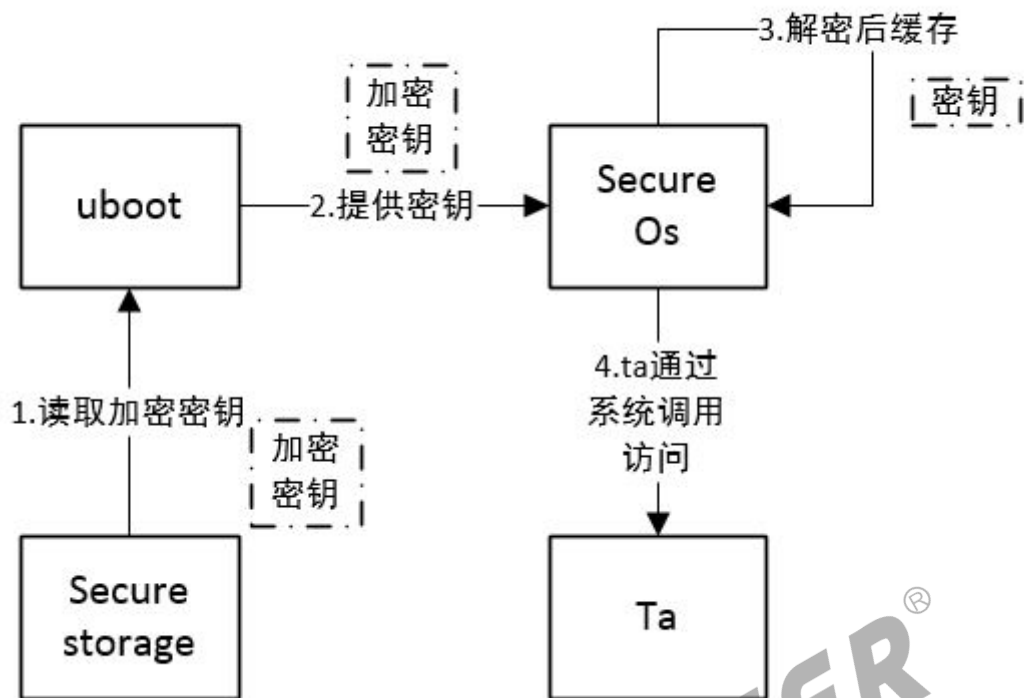 3.解密后缓存
加密
密钥
密钥
uboot
2.提供密钥
Secure
Os
1.读取加密密钥
加密
密钥
4.ta通过
系统调用
访问
Secure
storage
Ta
®